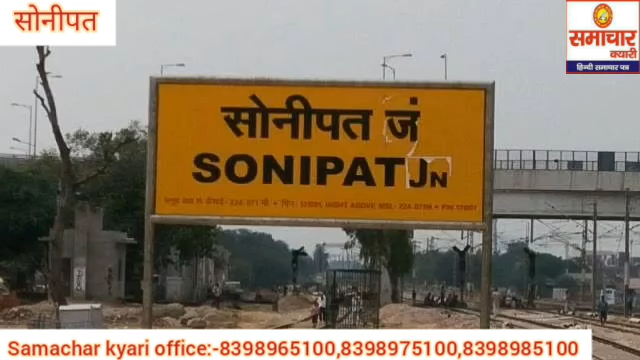 सोनीपत
समाचार
क्यारी
हिन्दी समाचार पत्र
सोनीपत जं
SONIPAT JN
Samachar kyari office:-8398965100,8398975100,8398985100